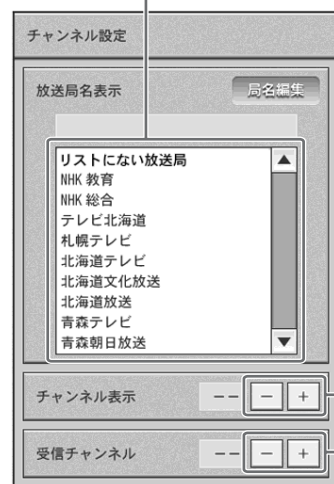 チャンネル設定
放送局名表示 局名編集
リストにない放送局
NHK 教育
NHK 総合
テレビ北海道
札幌テレビ
北海道テレビ
北海道文化放送
北海道放送
青森テレビ
青森朝日放送
チャンネル表示 -- － ＋
受信チャンネル -- － ＋